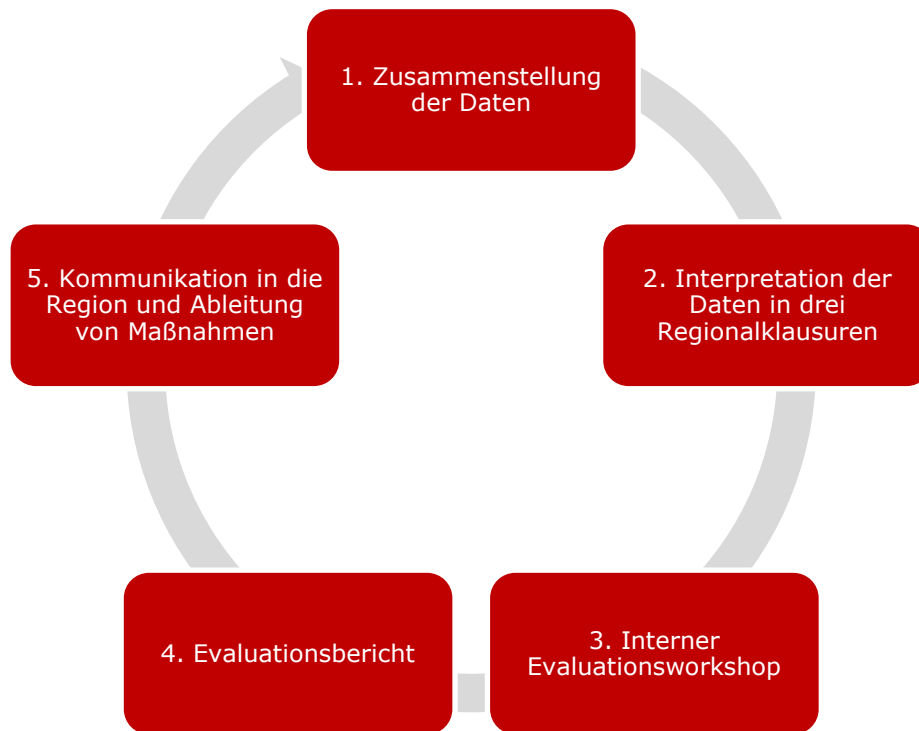 1. Zusammenstellung
der Daten
2. Interpretation der
Daten in drei
Regionalklausuren
3. Interner
Evaluationsworkshop
4. Evaluationsbericht
5. Kommunikation in die
Region und Ableitung
von Maßnahmen